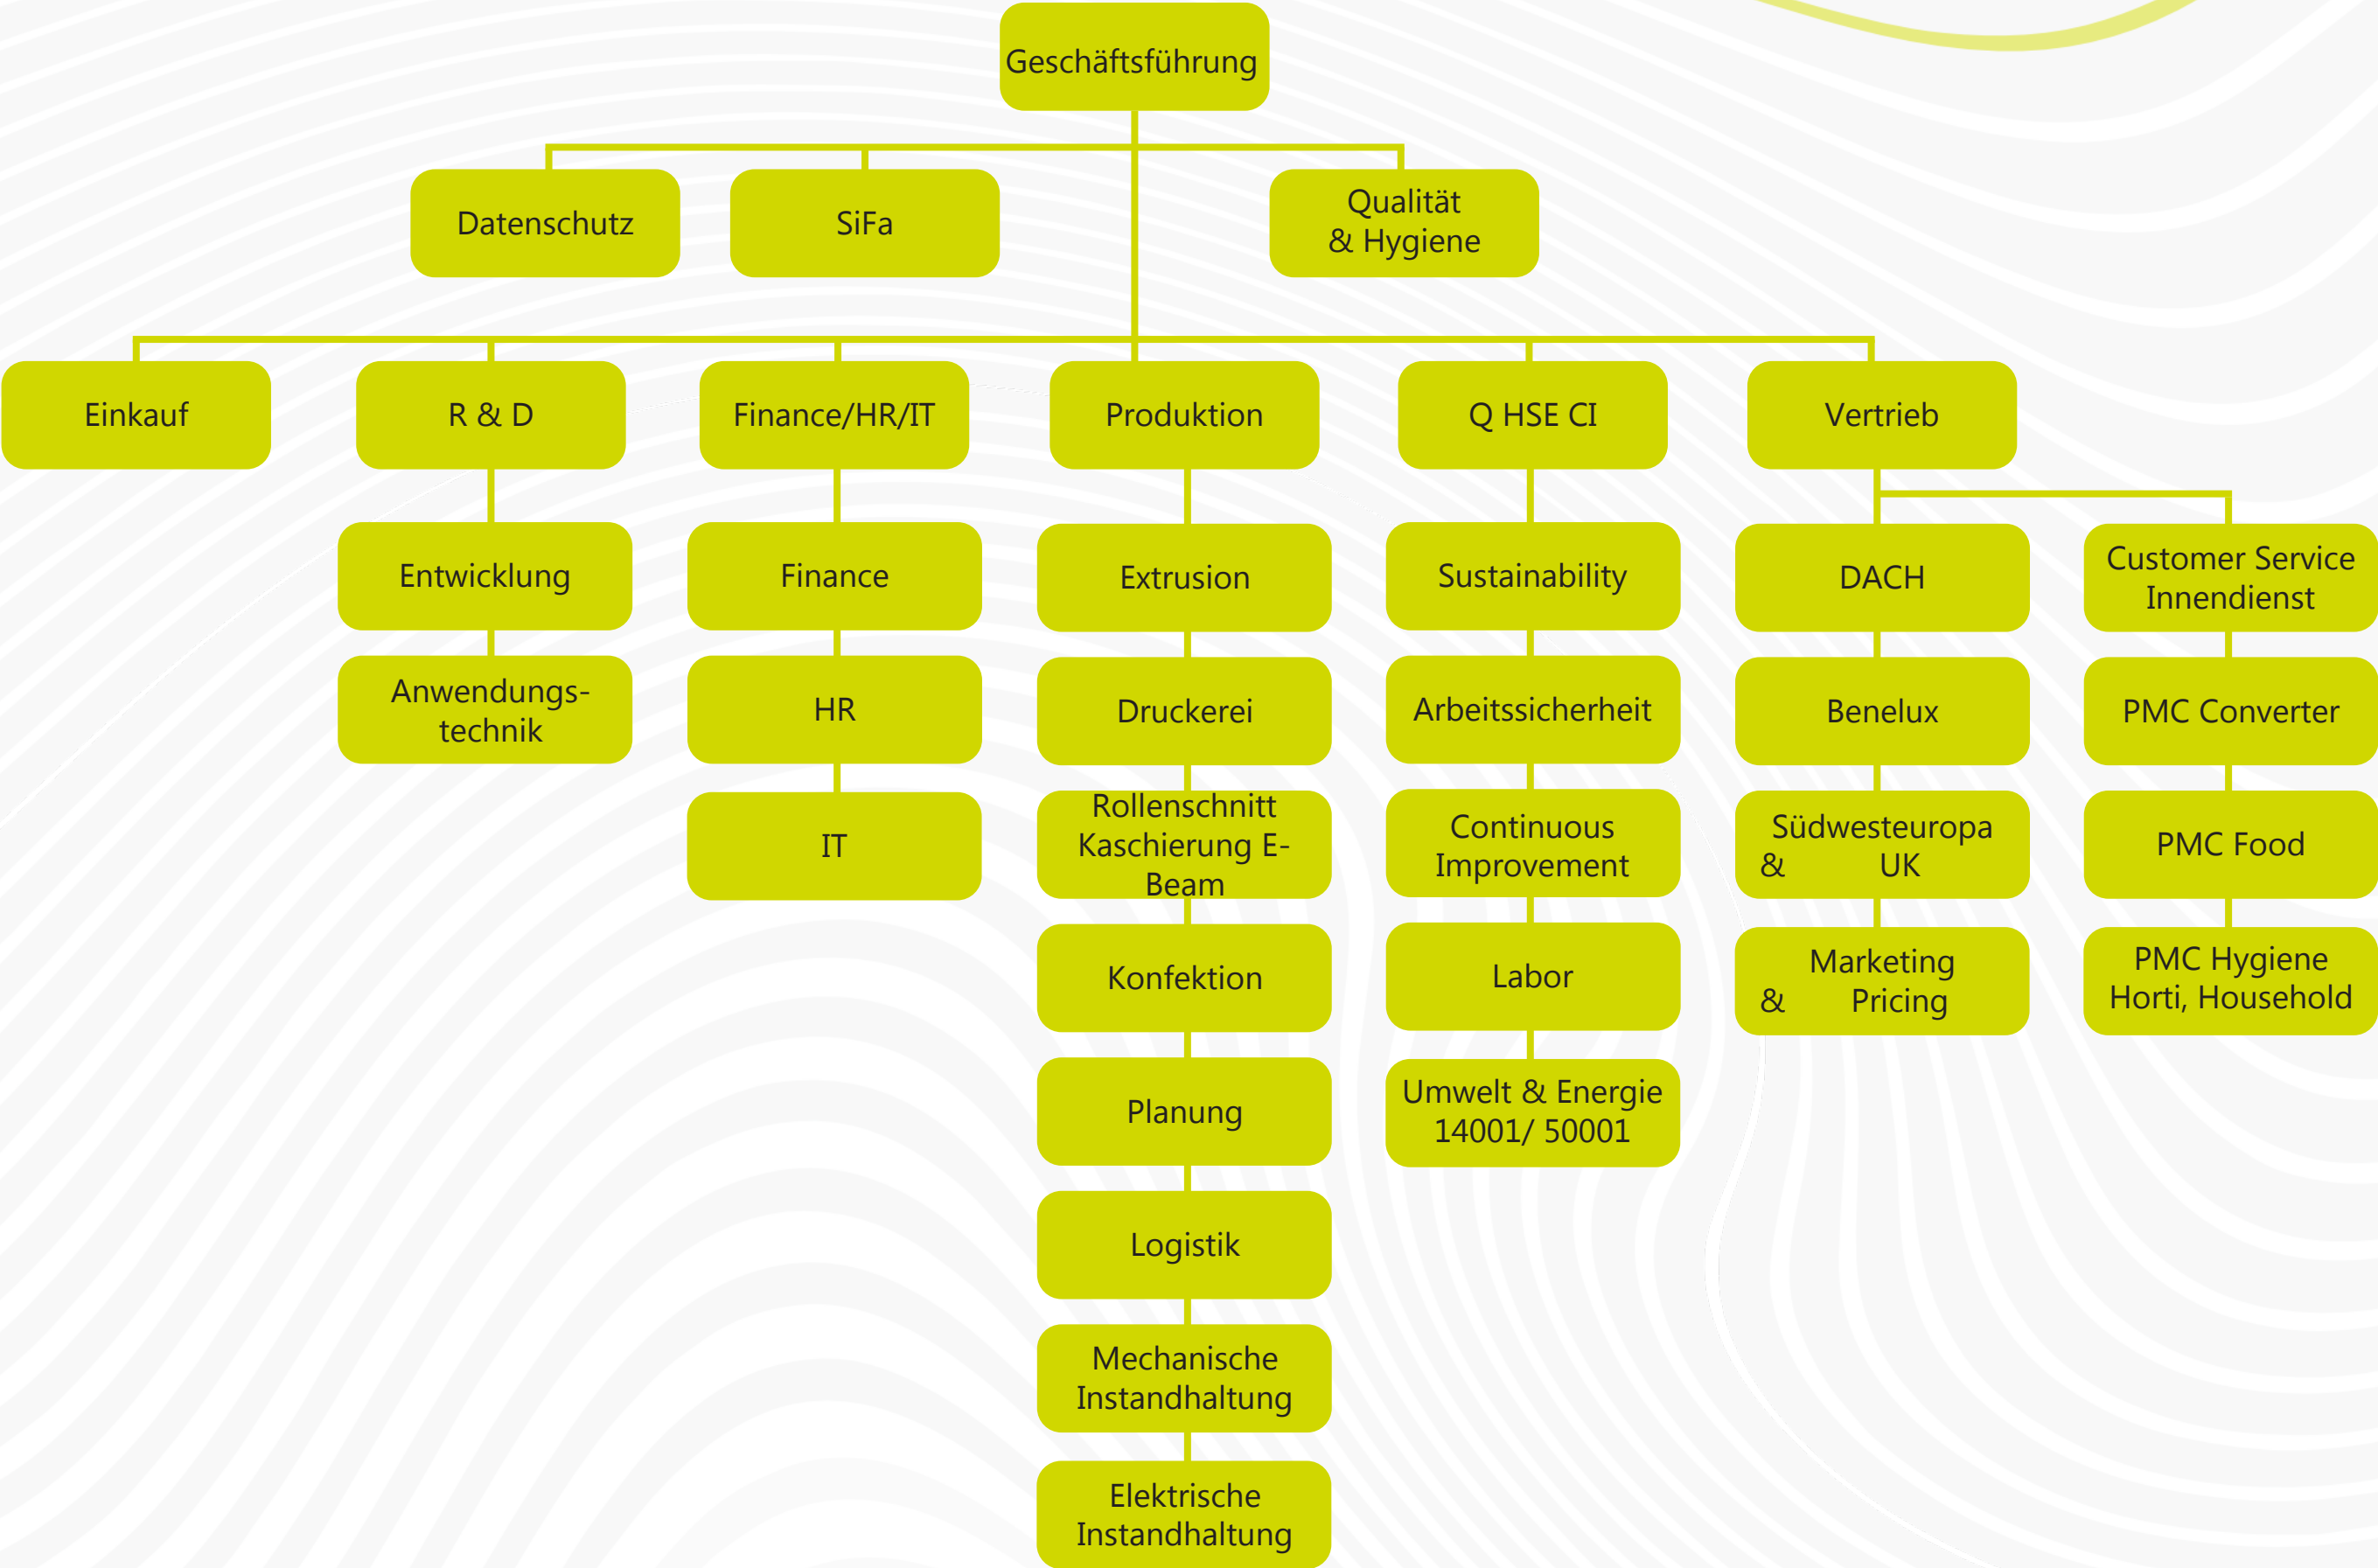 Geschäftsführung
Datenschutz
SiFa
Qualität
& Hygiene
Einkauf
R & D
Finance/HR/IT
Produktion
Q HSE CI
Vertrieb
Entwicklung
Anwendungs-
technik
Finance
HR
IT
Extrusion
Druckerei
Rollenschnitt
Kaschierung E-
Beam
Konfektion
Planung
Logistik
Mechanische
Instandhaltung
Elektrische
Instandhaltung
Sustainability
Arbeitssicherheit
Continuous
Improvement
Labor
Umwelt & Energie
14001/ 50001
DACH
Benelux
Südwesteuropa
& UK
Marketing
& Pricing
Customer Service
Innendienst
PMC Converter
PMC Food
PMC Hygiene
Horti, Household